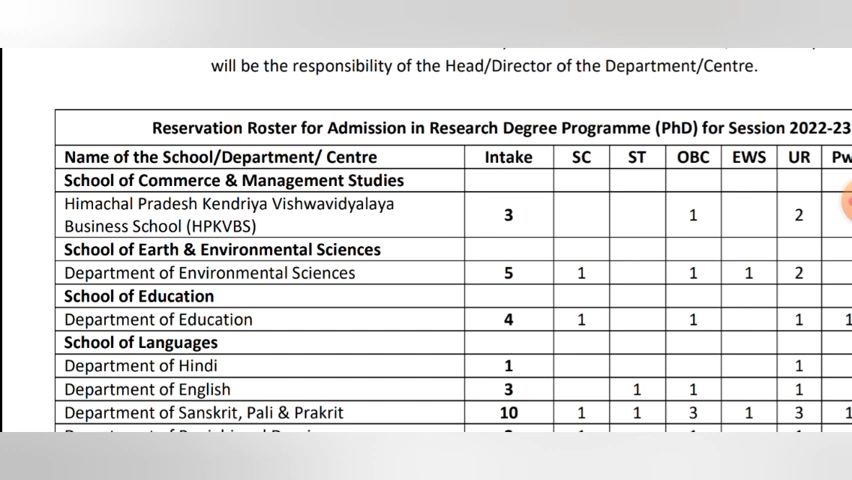 will be the responsibility of the Head/Director of the Department/Centre.
Reservation Roster for Admission in Research Degree Programme (PhD) for Session 2022-23
Name of the School/Department/ Centre Intake SC ST OBC EWS UR Pw
School of Commerce & Management Studies
Himachal Pradesh Kendriya Vishwavidyalaya
Business School (HPKVBS) 3 1 2
School of Earth & Environmental Sciences
Department of Environmental Sciences 5 1 1 1 2
School of Education
Department of Education 4 1 1 1 1
School of Languages
Department of Hindi 1 1
Department of English 3 1 1 1
Department of Sanskrit, Pali & Prakrit 10 1 1 3 1 3 1